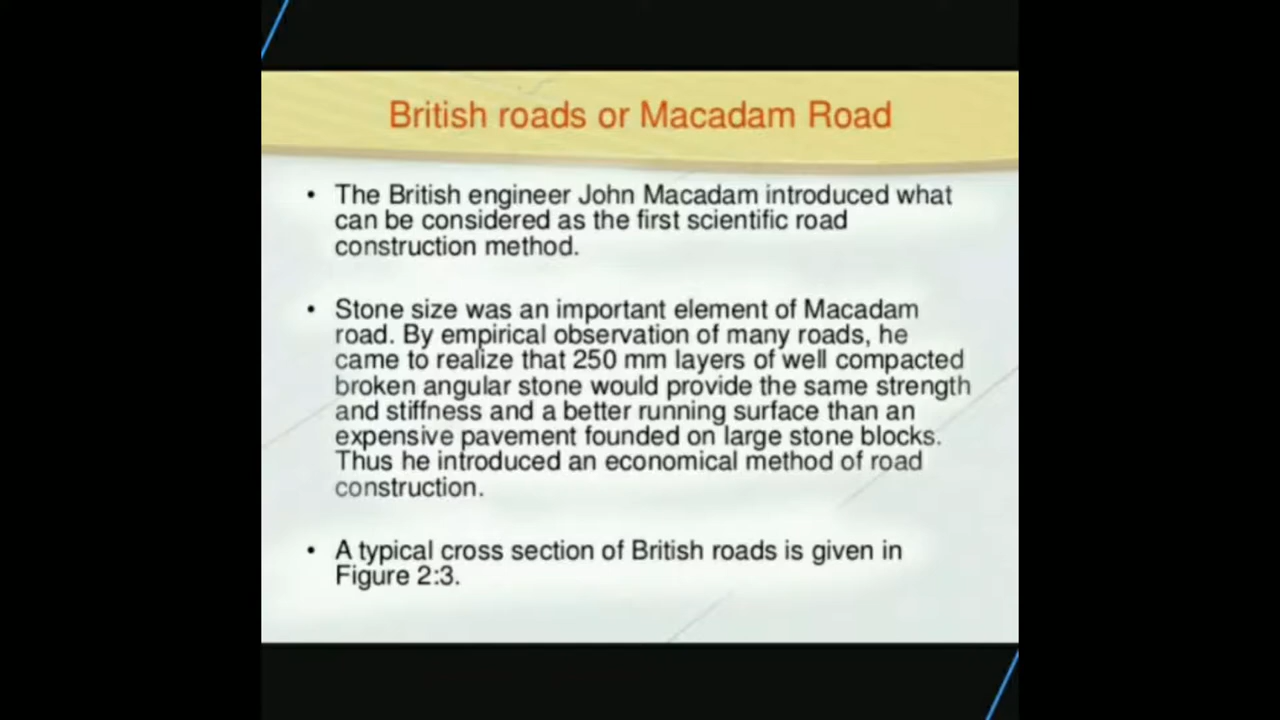 British roads or Macadam Road
• The British engineer John Macadam introduced what
can be considered as the first scientific road
construction method.
• Stone size was an important element of Macadam
road. By empirical observation of many roads, he
came to realize that 250 mm layers of well compacted
broken angular stone would provide the same strength
and stiffness and a better running surface than an
expensive pavement founded on large stone blocks.
Thus he introduced an economical method of road
construction.
• A typical cross section of British roads is given in
Figure 2:3.